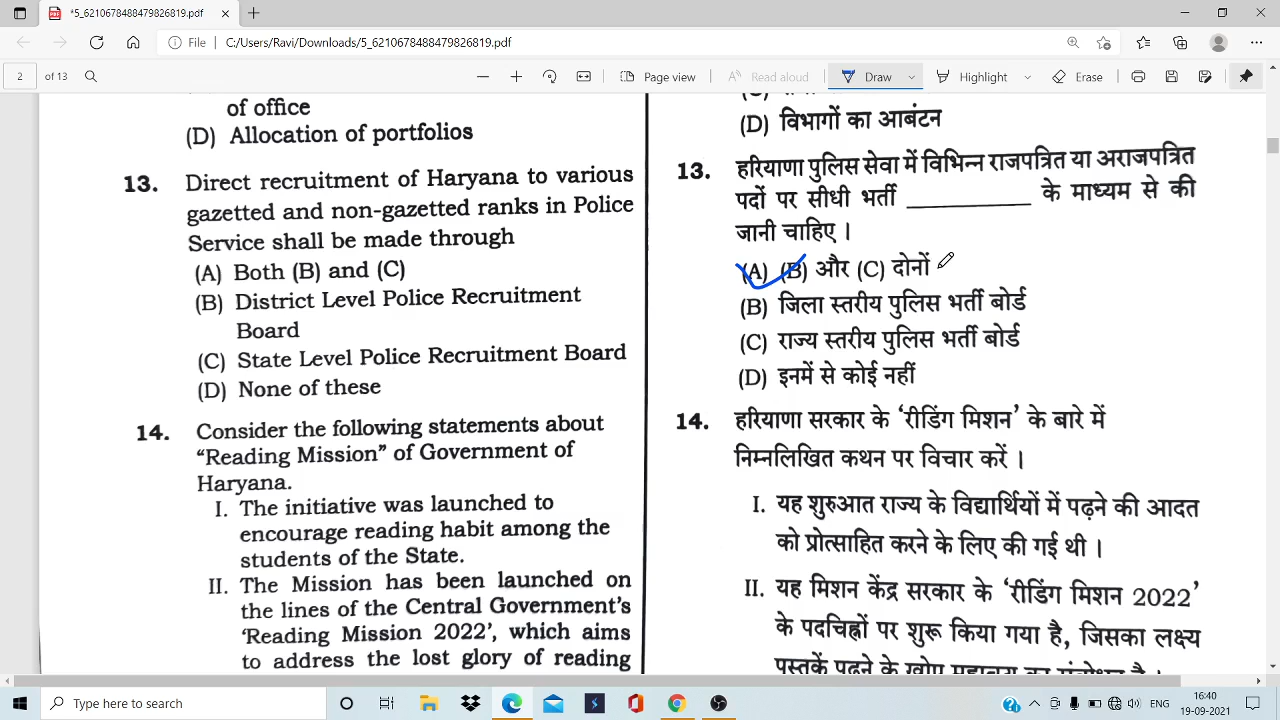 *5_6210678488479826819.pdf
File
C:/Users/Ravi/Downloads/5_6210678488479826819.pdf
2 of 13
Page view
Read aloud
Draw
Highlight
Erase
of office
(D) Allocation of portfolios
13. Direct recruitment of Haryana to various
gazetted and non-gazetted ranks in Police
Service shall be made through
(A) Both (B) and (C)
(B) District Level Police Recruitment
Board
(C) State Level Police Recruitment Board
(D) None of these
14. Consider the following statements about
"Reading Mission" of Government of
Haryana.
I. The initiative was launched to
encourage reading habit among the
students of the State.
II. The Mission has been launched on
the lines of the Central Government's
'Reading Mission 2022', which aims
to address the lost glory of reading
(D) विभागों का आबंटन
13. हरियाणा पुलिस सेवा में विभिन्न राजपत्रित या अराजपत्रित
पदों पर सीधी भर्ती __________ के माध्यम से की
जानी चाहिए ।
(A) (B) और (C) दोनों
(B) जिला स्तरीय पुलिस भर्ती बोर्ड
(C) राज्य स्तरीय पुलिस भर्ती बोर्ड
(D) इनमें से कोई नहीं
14. हरियाणा सरकार के 'रीडिंग मिशन' के बारे में
निम्नलिखित कथन पर विचार करें ।
I. यह शुरुआत राज्य के विद्यार्थियों में पढ़ने की आदत
को प्रोत्साहित करने के लिए की गई थी ।
II. यह मिशन केंद्र सरकार के 'रीडिंग मिशन 2022'
के पदचिह्नों पर शुरू किया गया है, जिसका लक्ष्य
Type here to search
ENG
16:40
19-09-2021